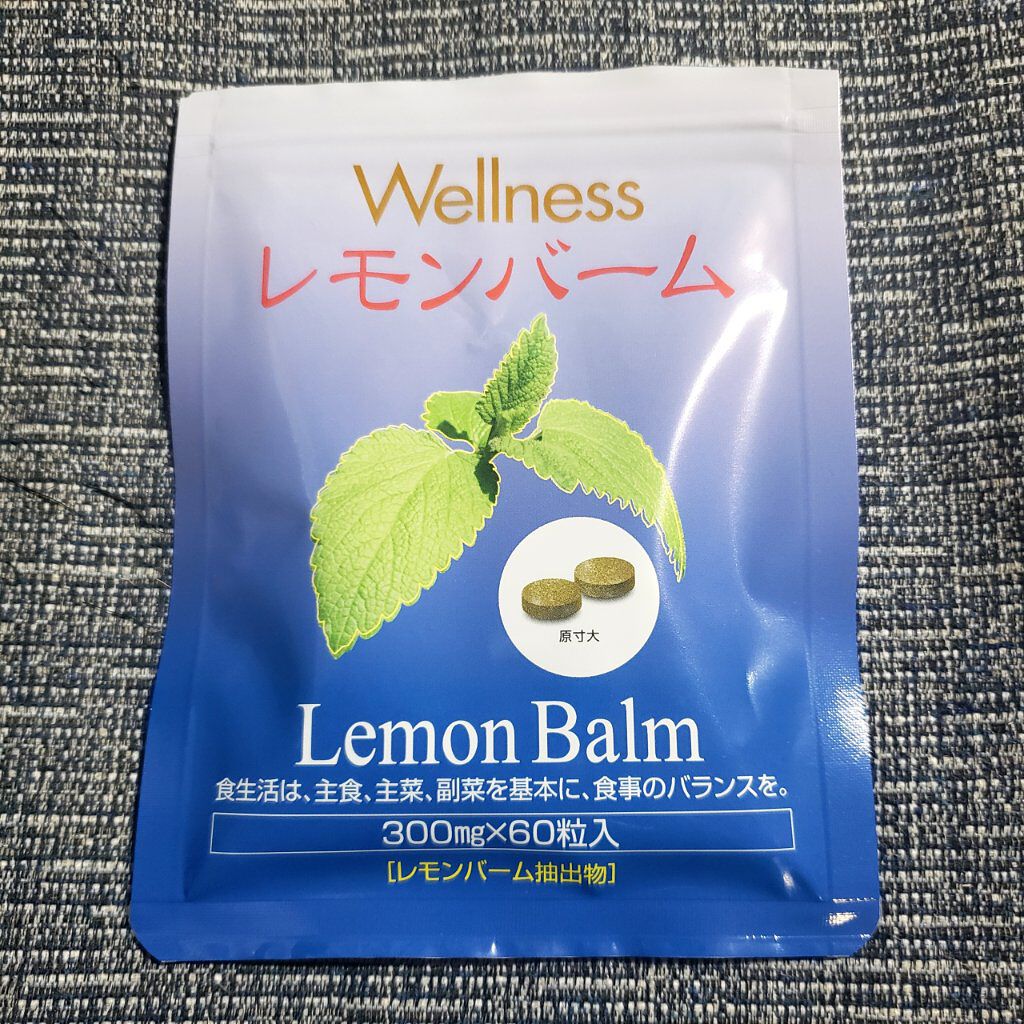 Wellness
レモンバーム
原寸大
Lemon Balm
食生活は、主食、主菜、副菜を基本に、食事のバランスを。
300㎎×60粒入
[レモンバーム抽出物]